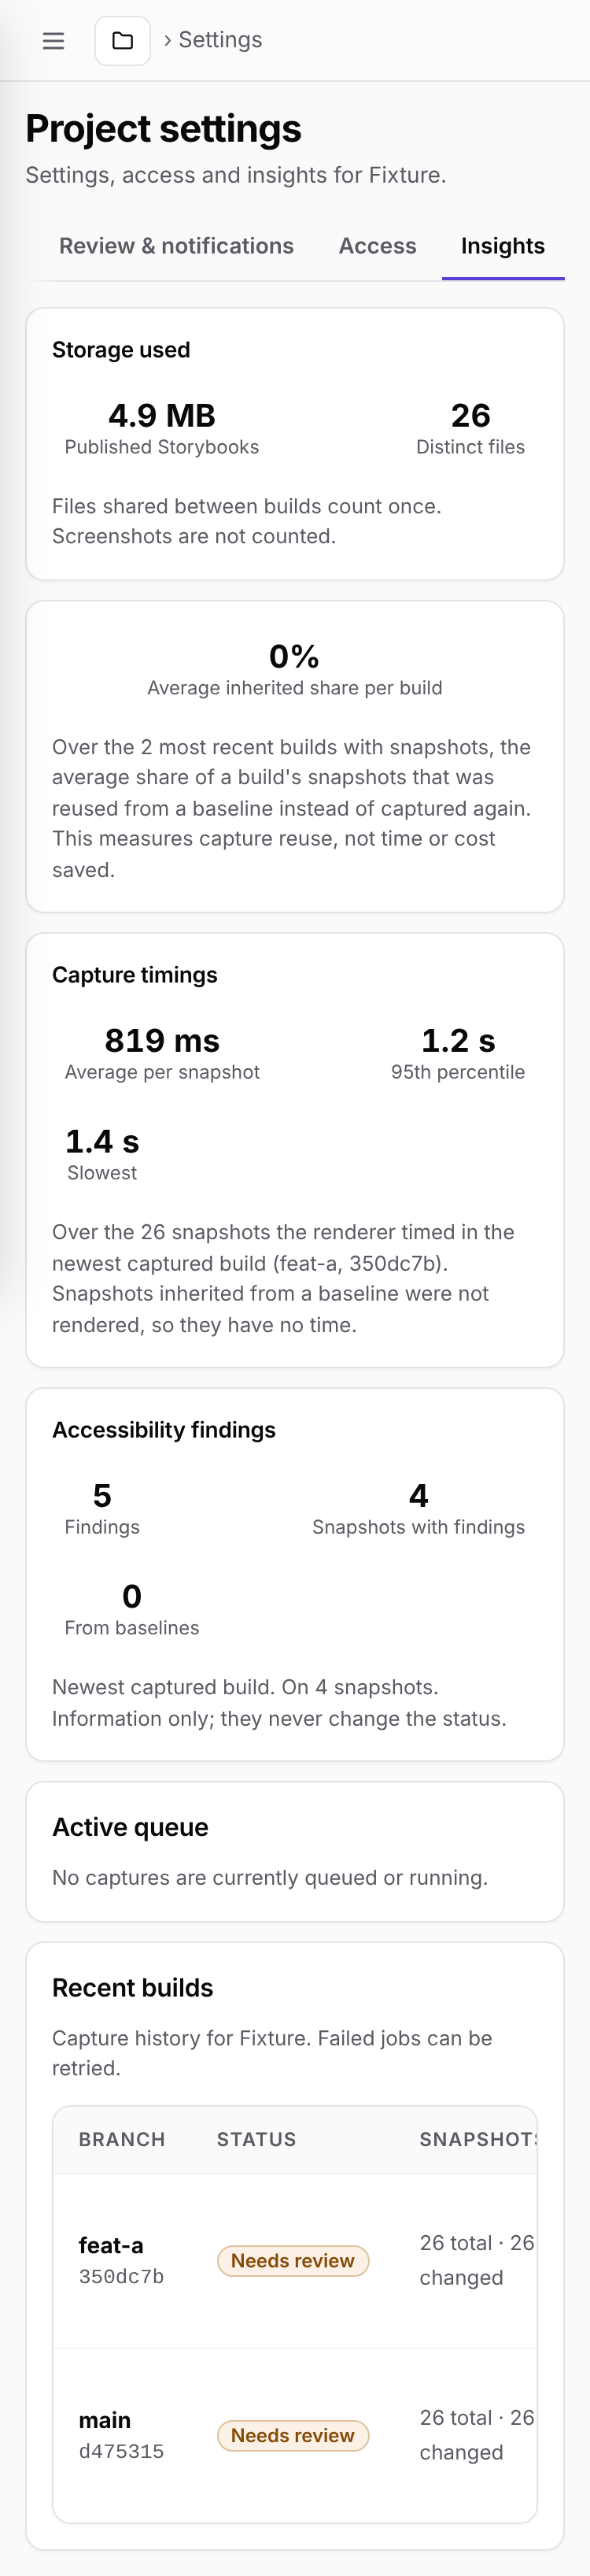 › Settings
Project settings
Settings, access and insights for Fixture.
Review & notifications
Access
Insights
Storage used
4.9 MB
Published Storybooks
26
Distinct files
Files shared between builds count once.
Screenshots are not counted.
0%
Average inherited share per build
Over the 2 most recent builds with snapshots, the
average share of a build's snapshots that was
reused from a baseline instead of captured again.
This measures capture reuse, not time or cost
saved.
Capture timings
819 ms
Average per snapshot
1.2 s
95th percentile
1.4 s
Slowest
Over the 26 snapshots the renderer timed in the
newest captured build (feat-a, 350dc7b).
Snapshots inherited from a baseline were not
rendered, so they have no time.
Accessibility findings
5
Findings
4
Snapshots with findings
0
From baselines
Newest captured build. On 4 snapshots.
Information only; they never change the status.
Active queue
No captures are currently queued or running.
Recent builds
Capture history for Fixture. Failed jobs can be
retried.
BRANCH STATUS SNAPSHOTS
feat-a
350dc7b
Needs review
26 total · 26
changed
main
d475315
Needs review
26 total · 26
changed